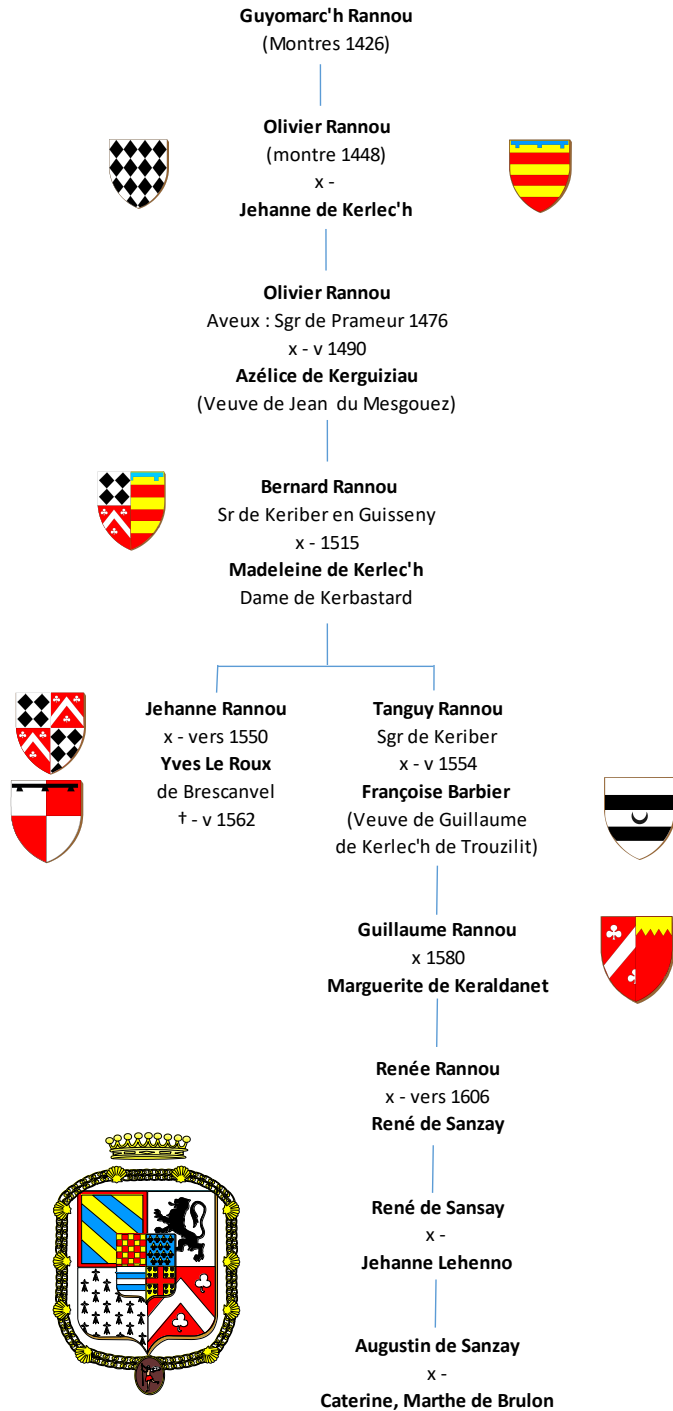 Guyomarc'h Rannou
(Montres 1426)
Olivier Rannou
(montre 1448)
x -
Jehanne de Kerlec'h
Olivier Rannou
Aveux : Sgr de Prameur 1476
x - v 1490
Azélice de Kerguiziau
(Veuve de Jean du Mesgouez)
Bernard Rannou
Sr de Keriber en Guisseny
x - 1515
Madeleine de Kerlec'h
Dame de Kerbastard
Jehanne Rannou
x - vers 1550
Yves Le Roux
de Brescanvel
† - v 1562
Tanguy Rannou
Sgr de Keriber
x - v 1554
Françoise Barbier
(Veuve de Guillaume
de Kerlec'h de Trouzilit)
Guillaume Rannou
x 1580
Marguerite de Keraldanet
Renée Rannou
x - vers 1606
René de Sanzay
René de Sansay
x -
Jehanne Lehenno
Augustin de Sanzay
x -
Caterine, Marthe de Brulon